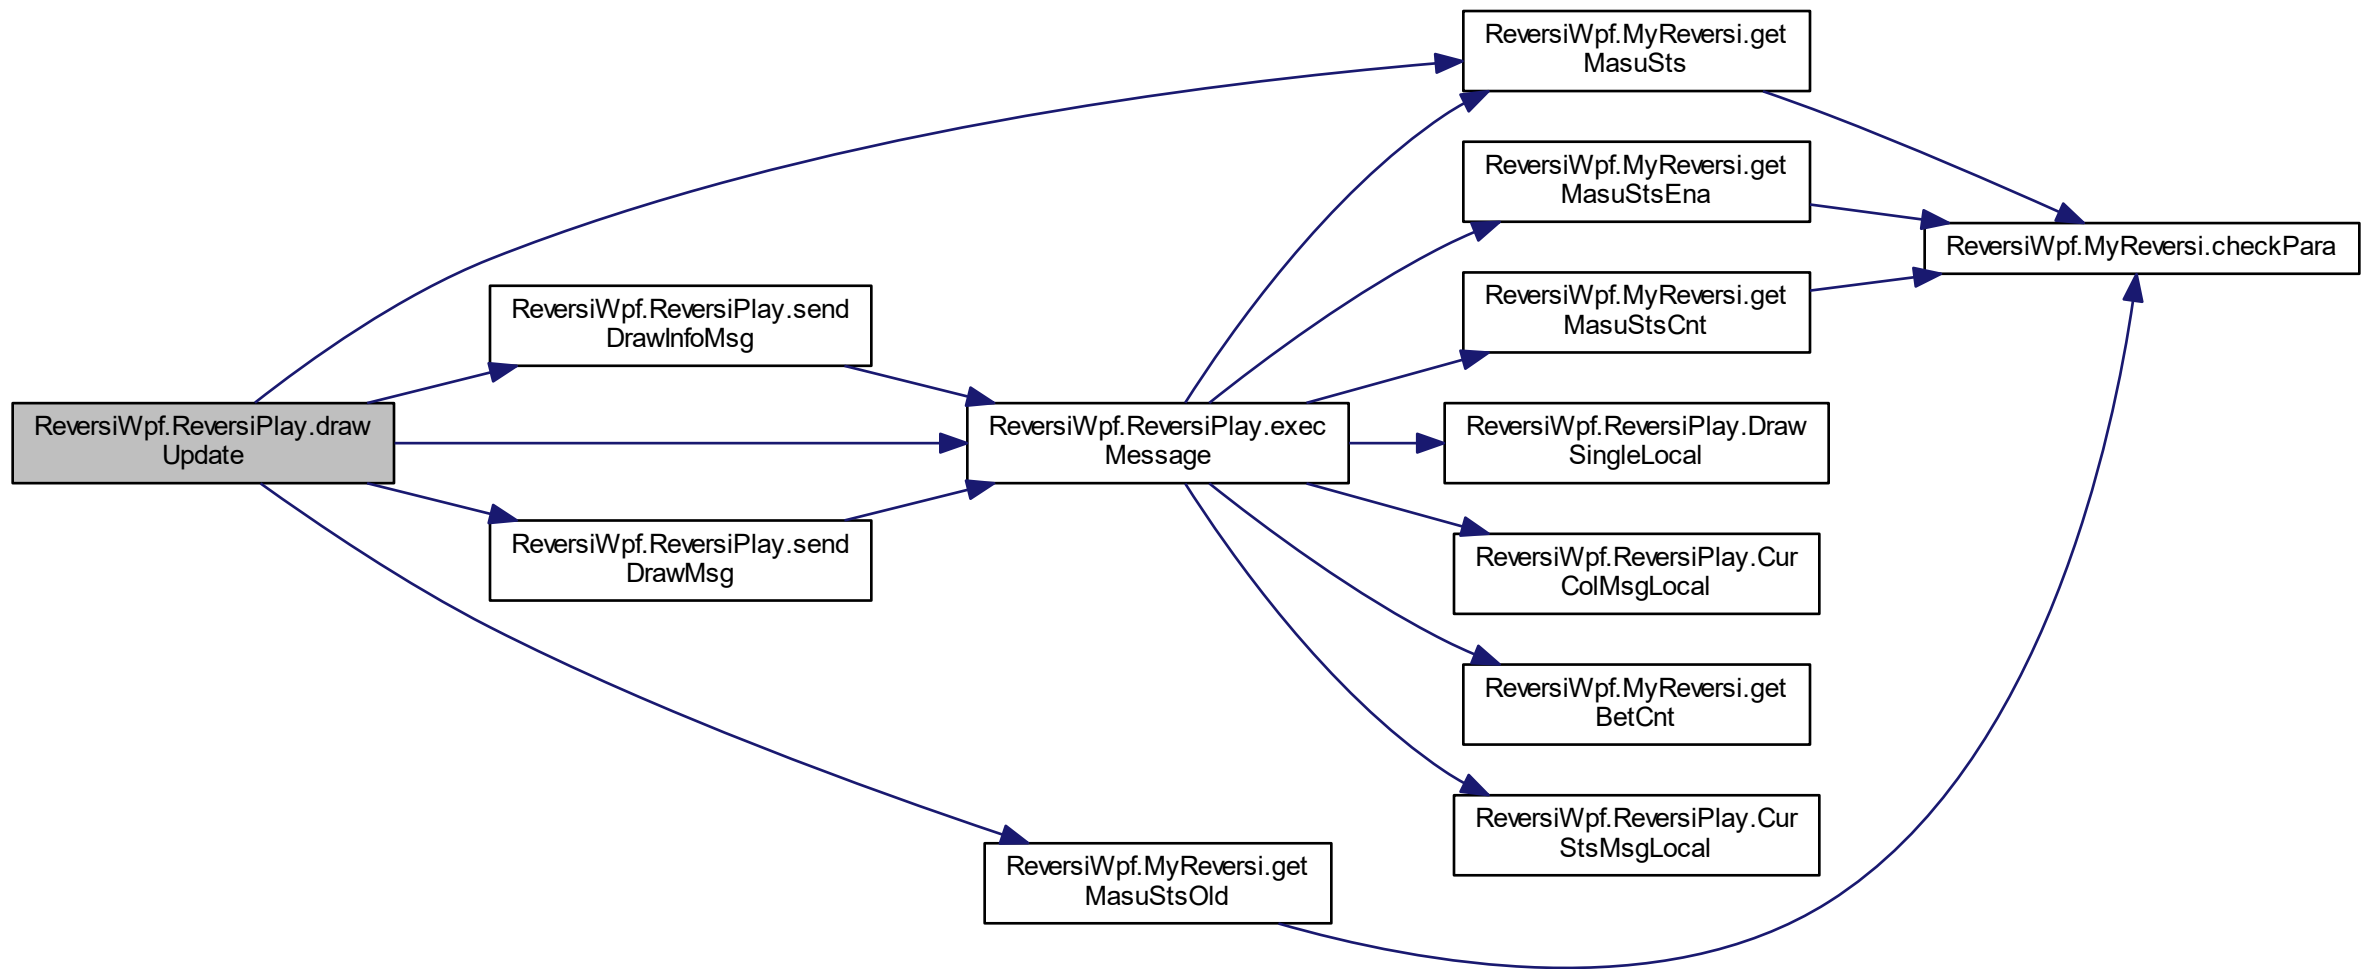 ReversiWpf.ReversiPlay.draw
Update
ReversiWpf.ReversiPlay.send
DrawInfoMsg
ReversiWpf.ReversiPlay.send
DrawMsg
ReversiWpf.ReversiPlay.exec
Message
ReversiWpf.MyReversi.get
MasuStsOld
ReversiWpf.MyReversi.get
MasuSts
ReversiWpf.MyReversi.get
MasuStsEna
ReversiWpf.MyReversi.get
MasuStsCnt
ReversiWpf.ReversiPlay.Draw
SingleLocal
ReversiWpf.ReversiPlay.Cur
ColMsgLocal
ReversiWpf.MyReversi.get
BetCnt
ReversiWpf.ReversiPlay.Cur
StsMsgLocal
ReversiWpf.MyReversi.checkPara